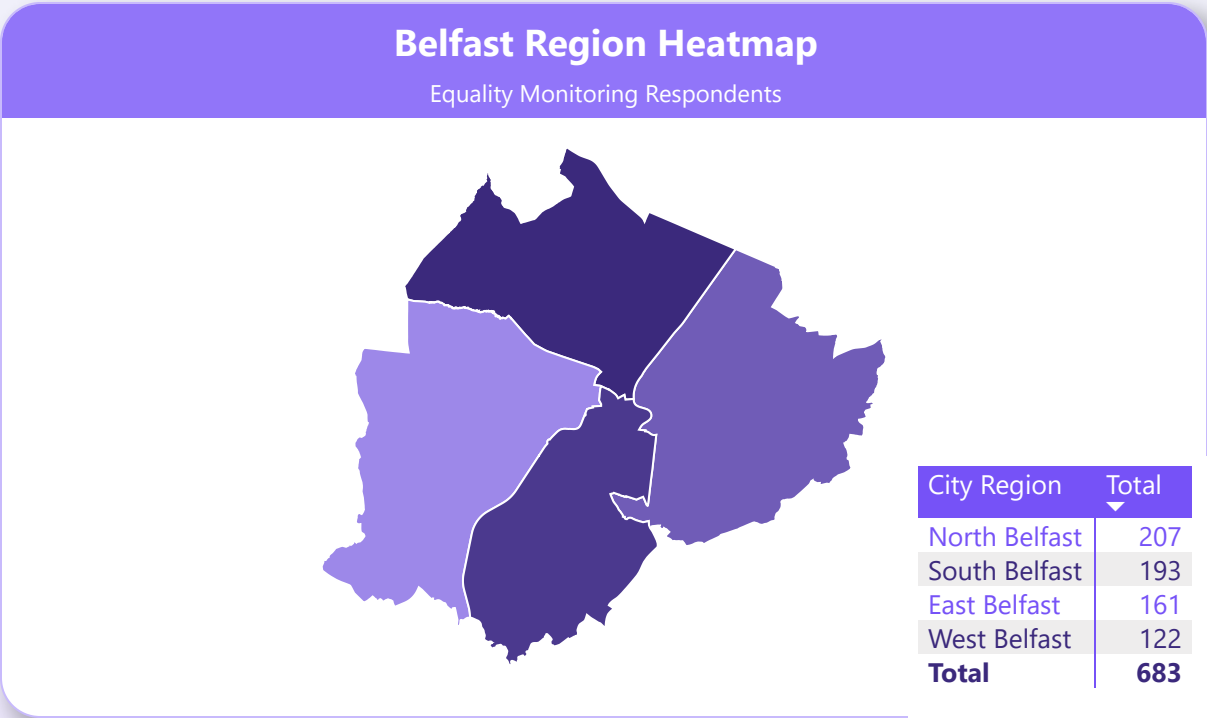 Belfast Region Heatmap
Equality Monitoring Respondents
City Region Total
North Belfast 207
South Belfast 193
East Belfast 161
West Belfast 122
Total 683